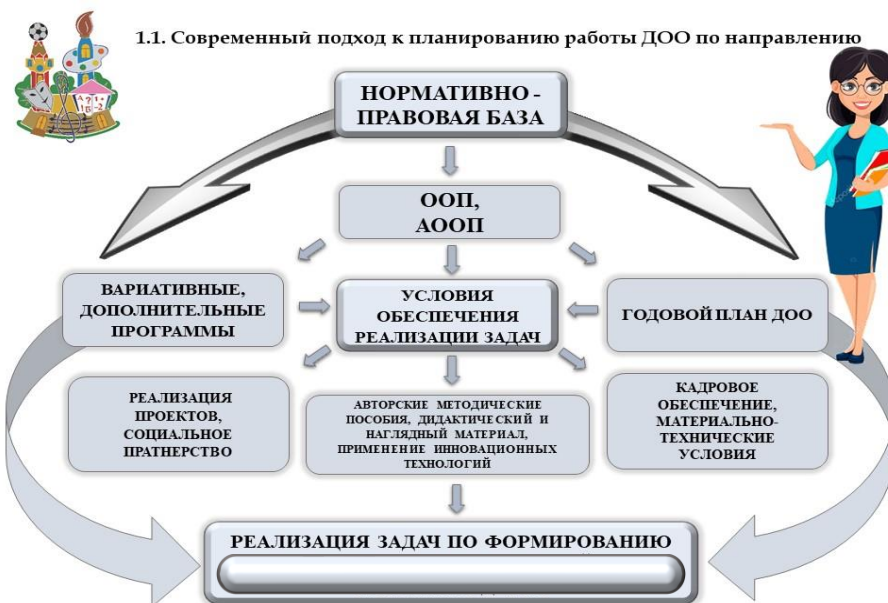 1.1. Современный подход к планированию работы ДОО по направлению
НОРМАТИВНО -
ПРАВОВАЯ БАЗА
ООП,
АООП
ВАРИАТИВНЫЕ,
ДОПОЛНИТЕЛЬНЫЕ
ПРОГРАММЫ
УСЛОВИЯ
ОБЕСПЕЧЕНИЯ
РЕАЛИЗАЦИИ ЗАДАЧ
ГОДОВОЙ ПЛАН ДОО
РЕАЛИЗАЦИЯ
ПРОЕКТОВ,
СОЦИАЛЬНОЕ
ПРАТНЕРСТВО
АВТОРСКИЕ МЕТОДИЧЕСКИЕ
ПОСОБИЯ, ДИДАКТИЧЕСКИЙ И
НАГЛЯДНЫЙ МАТЕРИАЛ,
ПРИМЕНЕНИЕ ИННОВАЦИОННЫХ
ТЕХНОЛОГИЙ
КАДРОВОЕ
ОБЕСПЕЧЕНИЕ,
МАТЕРИАЛЬНО-
ТЕХНИЧЕСКИЕ
УСЛОВИЯ
РЕАЛИЗАЦИЯ ЗАДАЧ ПО ФОРМИРОВАНИЮ